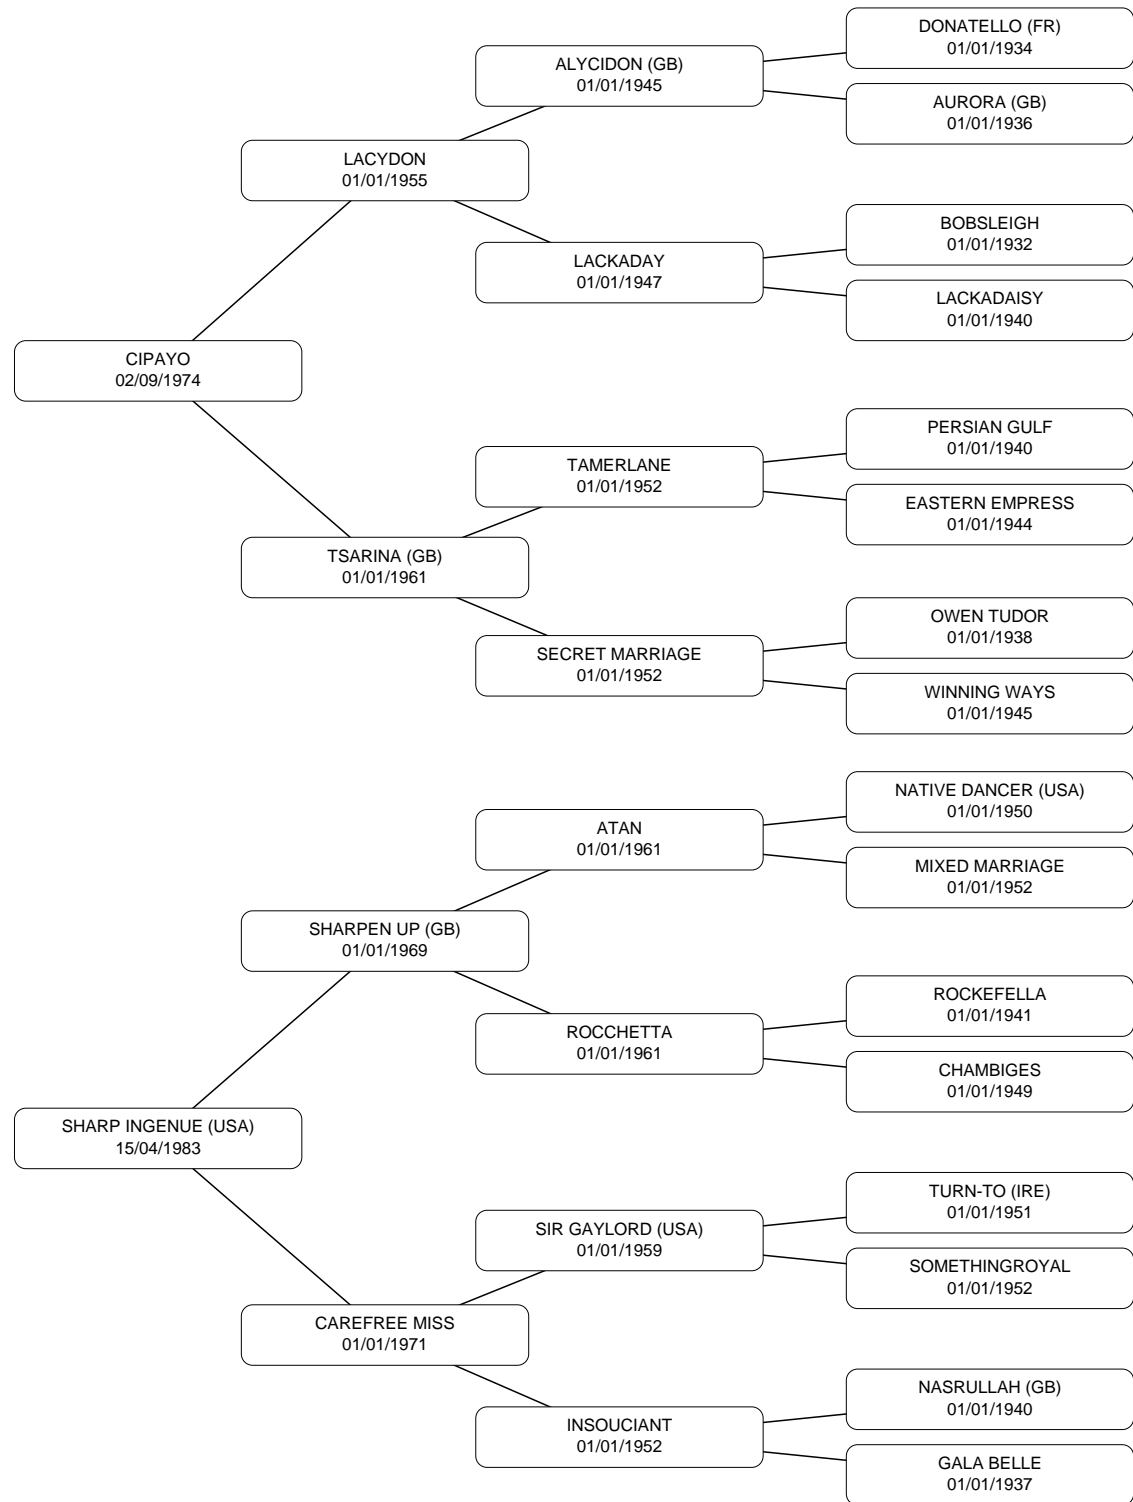 DONATELLO (FR)
01/01/1934
ALYCIDON (GB)
01/01/1945
AURORA (GB)
01/01/1936
LACYDON
01/01/1955
BOBSLEIGH
01/01/1932
LACKADAY
01/01/1947
LACKADAISY
01/01/1940
CIPAYO
02/09/1974
PERSIAN GULF
01/01/1940
TAMERLANE
01/01/1952
EASTERN EMPRESS
01/01/1944
TSARINA (GB)
01/01/1961
OWEN TUDOR
01/01/1938
SECRET MARRIAGE
01/01/1952
WINNING WAYS
01/01/1945
NATIVE DANCER (USA)
01/01/1950
ATAN
01/01/1961
MIXED MARRIAGE
01/01/1952
SHARPEN UP (GB)
01/01/1969
ROCKEFELLA
01/01/1941
ROCCHETTA
01/01/1961
CHAMBIGES
01/01/1949
SHARP INGENUE (USA)
15/04/1983
TURN-TO (IRE)
01/01/1951
SIR GAYLORD (USA)
01/01/1959
SOMETHINGROYAL
01/01/1952
CAREFREE MISS
01/01/1971
NASRULLAH (GB)
01/01/1940
INSOUCIANT
01/01/1952
GALA BELLE
01/01/1937